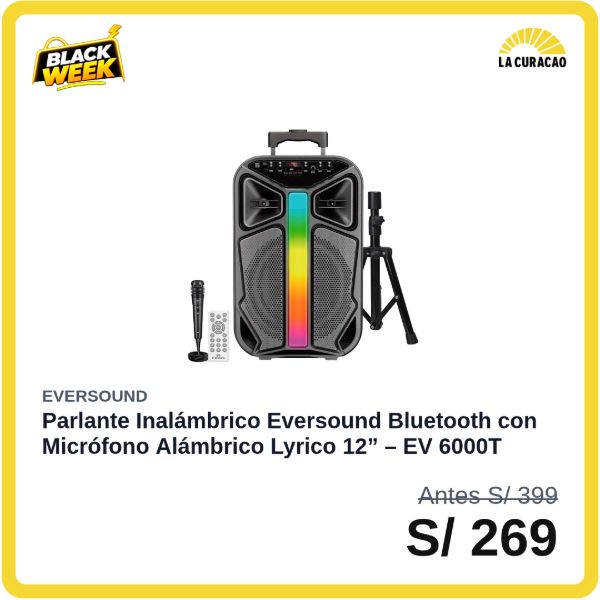 BLACK
WEEK
LA CURACAO
EVERSOUND
Parlante Inalámbrico Eversound Bluetooth con
Micrófono Alámbrico Lyrico 12” – EV 6000T
Antes S/ 399
S/ 269